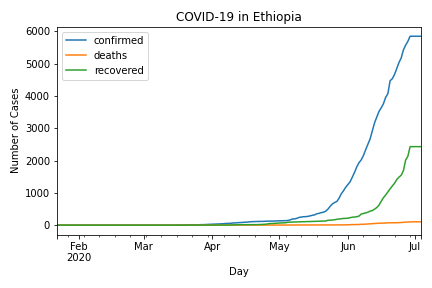 COVID-19 in Ethiopia
confirmed
deaths
recovered
Number of Cases
6000
5000
4000
3000
2000
1000
0
Feb
2020
Mar
Apr
May
Jun
Jul
Day